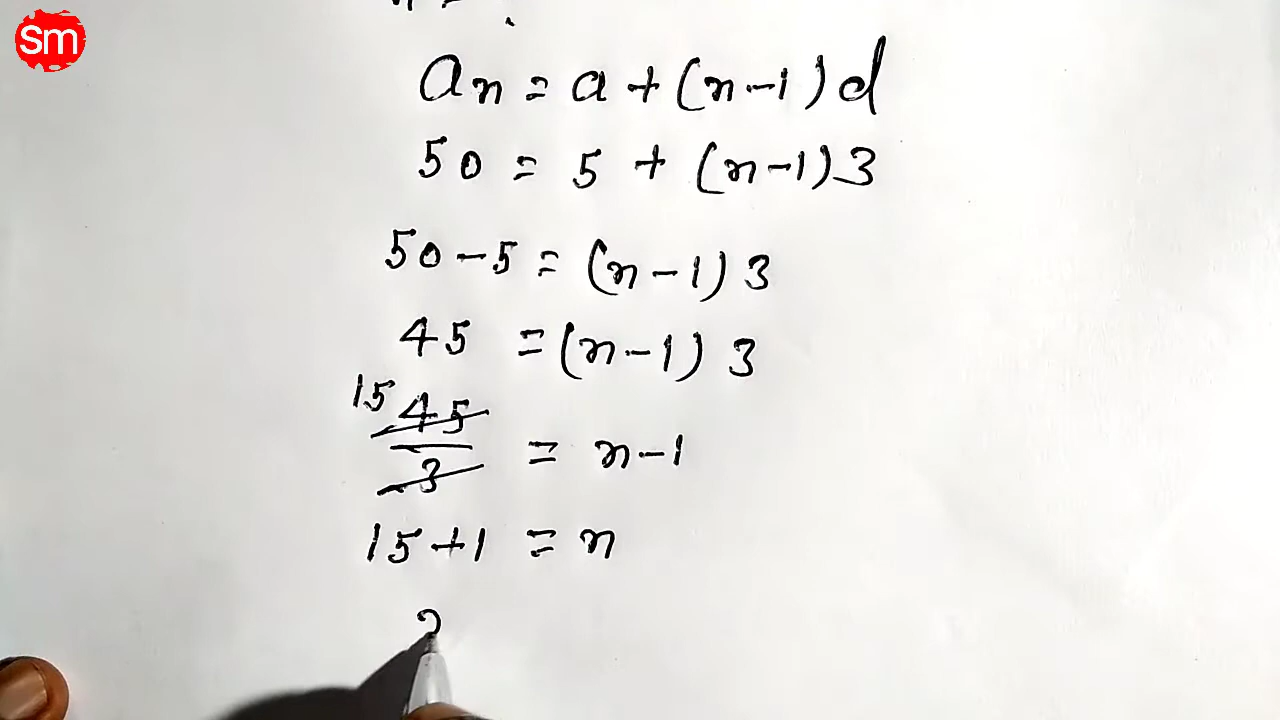 Sm
an = a + (n-1)d
50 = 5 + (n-1)3
50-5 = (n-1)3
45 = (n-1)3
15 45
3 = n-1
15+1 = n